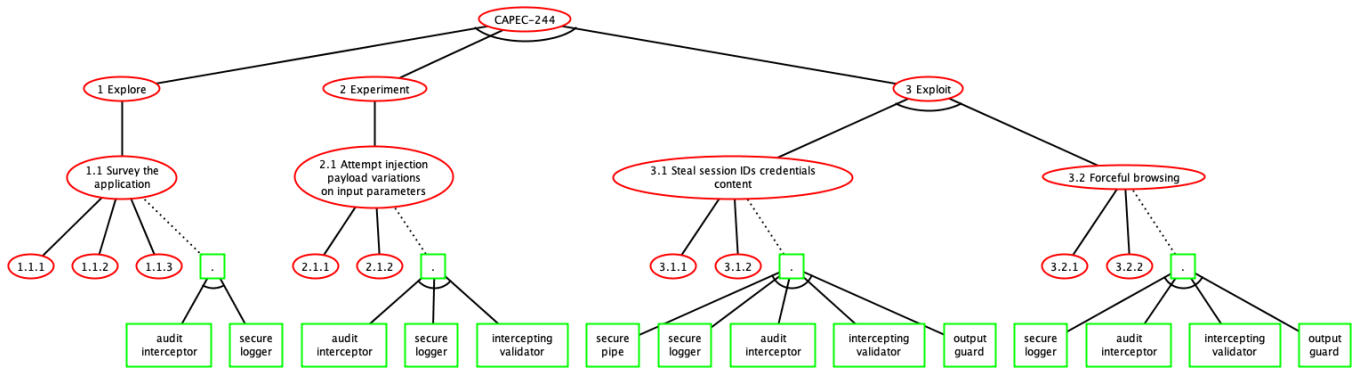 CAPEC-244
1 Explore
2 Experiment
3 Exploit
1.1 Survey the
application
2.1 Attempt injection
payload variations
on input parameters
3.1 Steal session IDs credentials
content
3.2 Forceful browsing
1.1.1
1.1.2
1.1.3
.
2.1.1
2.1.2
.
3.1.1
3.1.2
.
3.2.1
3.2.2
.
audit
interceptor
secure
logger
audit
interceptor
secure
logger
intercepting
validator
secure
pipe
secure
logger
audit
interceptor
intercepting
validator
output
guard
secure
logger
audit
interceptor
intercepting
validator
output
guard